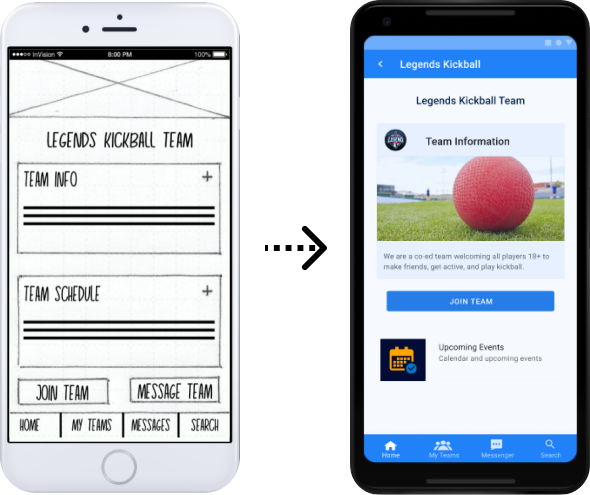 InVision 8:00 PM 100%
LEGENDS KICKBALL TEAM
TEAM INFO +
TEAM SCHEDULE +
JOIN TEAM MESSAGE TEAM
HOME MY TEAMS MESSAGES SEARCH
Legends Kickball
Legends Kickball Team
LEGENDS
Team Information
We are a co-ed team welcoming all players 18+ to
make friends, get active, and play kickball.
JOIN TEAM
Upcoming Events
Calendar and upcoming events
Home My Teams Messenger Search